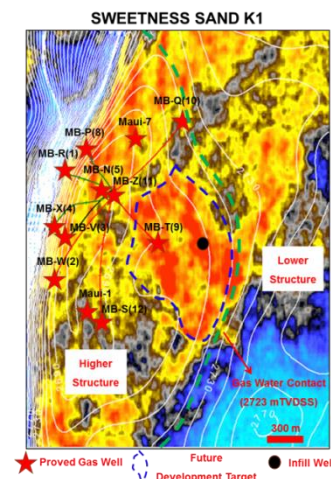 SWEETNESS SAND K1
MB-Q(10)
Maui-7
MB-P(8)
MB-R(1)
MB-N(5)
MB-Z(11)
MB-X(4)
MB-V(3)
MB-T(9)
MB-W(2)
Lower
Structure
Maui-1
MB-S(12)
Higher
Structure
Gas Water Contact
(2723 mTVDSS)
300 m
Proved Gas Well
Future
Development Target
Infill Well